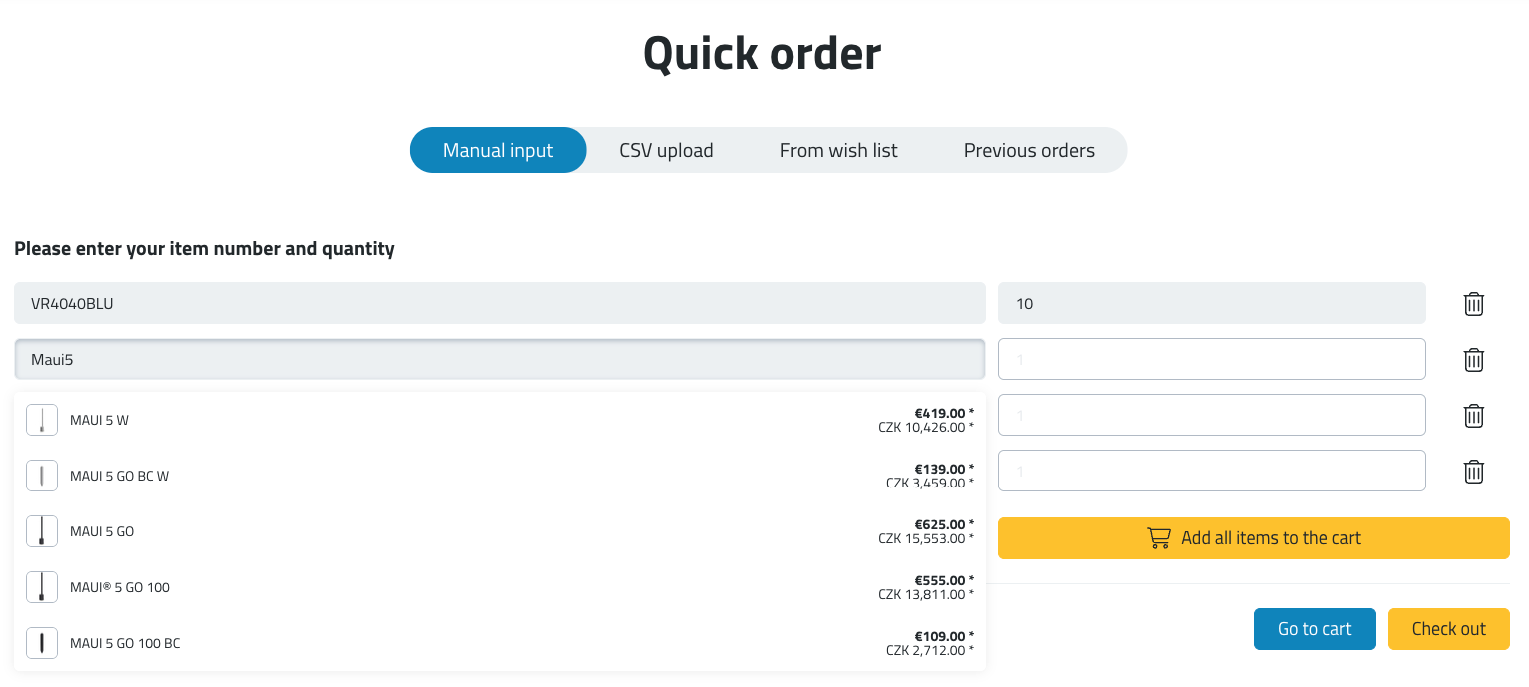 Quick order
Manual input CSV upload From wish list Previous orders
Please enter your item number and quantity
VR4040BLU 10
Maui5 1
MAUI 5 W €419.00 *
CZK 10,426.00 *
1
MAUI 5 GO BC W €139.00 *
CZK 3,459.00 *
1
MAUI 5 GO €625.00 *
CZK 15,553.00 *
Add all items to the cart
MAUI® 5 GO 100 €555.00 *
CZK 13,811.00 *
MAUI 5 GO 100 BC €109.00 *
CZK 2,712.00 *
Go to cart Check out